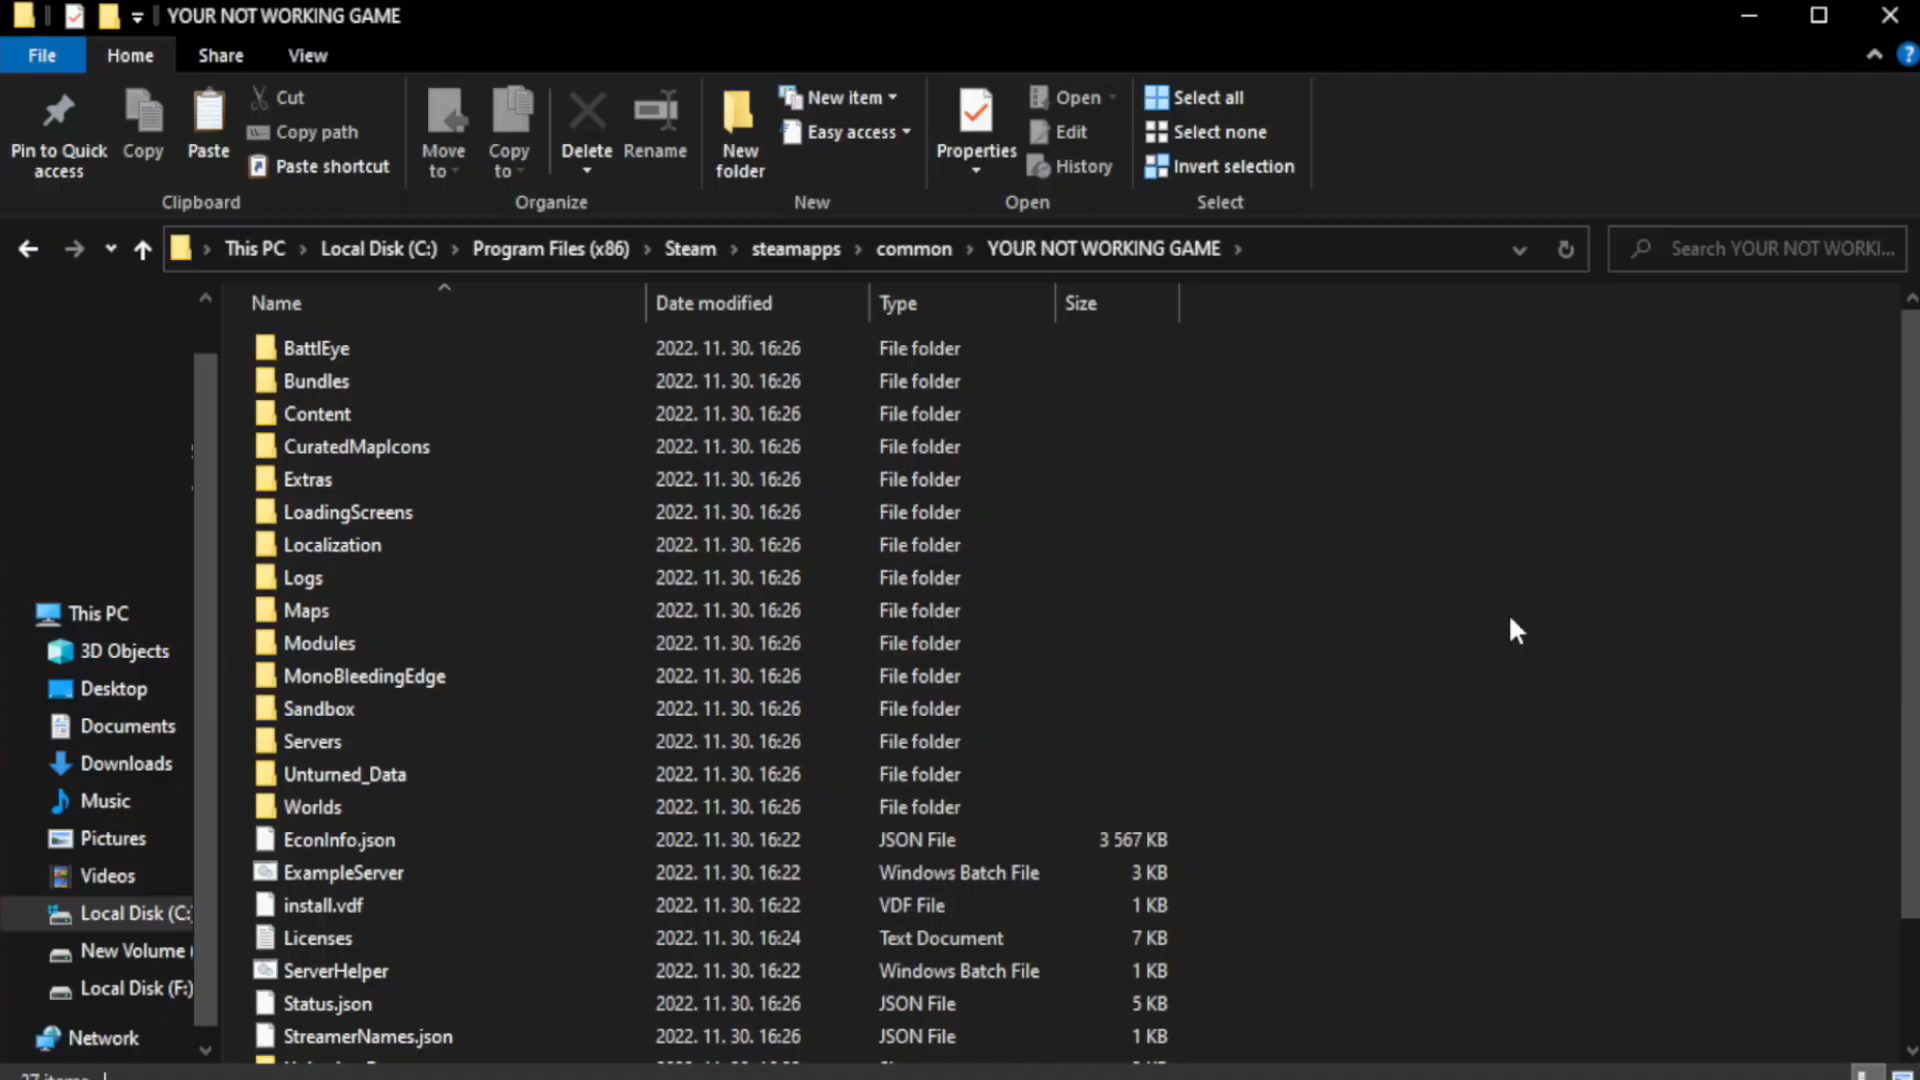 YOUR NOT WORKING GAME
File Home Share View
Pin to Quick access
Copy
Paste
Cut
Copy path
Paste shortcut
Clipboard
Move to
Copy to
Delete
Rename
Organize
New folder
New item
Easy access
New
Properties
Open
Edit
History
Open
Select all
Select none
Invert selection
Select
This PC > Local Disk (C:) > Program Files (x86) > Steam > steamapps > common > YOUR NOT WORKING GAME >
Search YOUR NOT WORKI...
This PC
3D Objects
Desktop
Documents
Downloads
Music
Pictures
Videos
Local Disk (C:
New Volume (
Local Disk (F:)
Network
Name Date modified Type Size
BattlEye 2022. 11. 30. 16:26 File folder
Bundles 2022. 11. 30. 16:26 File folder
Content 2022. 11. 30. 16:26 File folder
CuratedMapIcons 2022. 11. 30. 16:26 File folder
Extras 2022. 11. 30. 16:26 File folder
LoadingScreens 2022. 11. 30. 16:26 File folder
Localization 2022. 11. 30. 16:26 File folder
Logs 2022. 11. 30. 16:26 File folder
Maps 2022. 11. 30. 16:26 File folder
Modules 2022. 11. 30. 16:26 File folder
MonoBleedingEdge 2022. 11. 30. 16:26 File folder
Sandbox 2022. 11. 30. 16:26 File folder
Servers 2022. 11. 30. 16:26 File folder
Unturned_Data 2022. 11. 30. 16:26 File folder
Worlds 2022. 11. 30. 16:26 File folder
EconInfo.json 2022. 11. 30. 16:22 JSON File 3 567 KB
ExampleServer 2022. 11. 30. 16:22 Windows Batch File 3 KB
install.vdf 2022. 11. 30. 16:22 VDF File 1 KB
Licenses 2022. 11. 30. 16:24 Text Document 7 KB
ServerHelper 2022. 11. 30. 16:22 Windows Batch File 1 KB
Status.json 2022. 11. 30. 16:26 JSON File 5 KB
StreamerNames.json 2022. 11. 30. 16:26 JSON File 1 KB